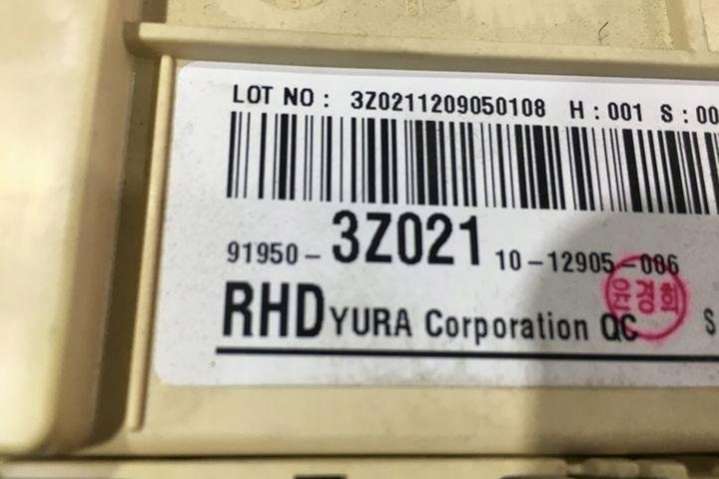 LOT NO : 3Z0211209050108 H : 001 S : 00
91950-3Z021 10-12905-006
RHD YURA Corporation QC S
윤경희